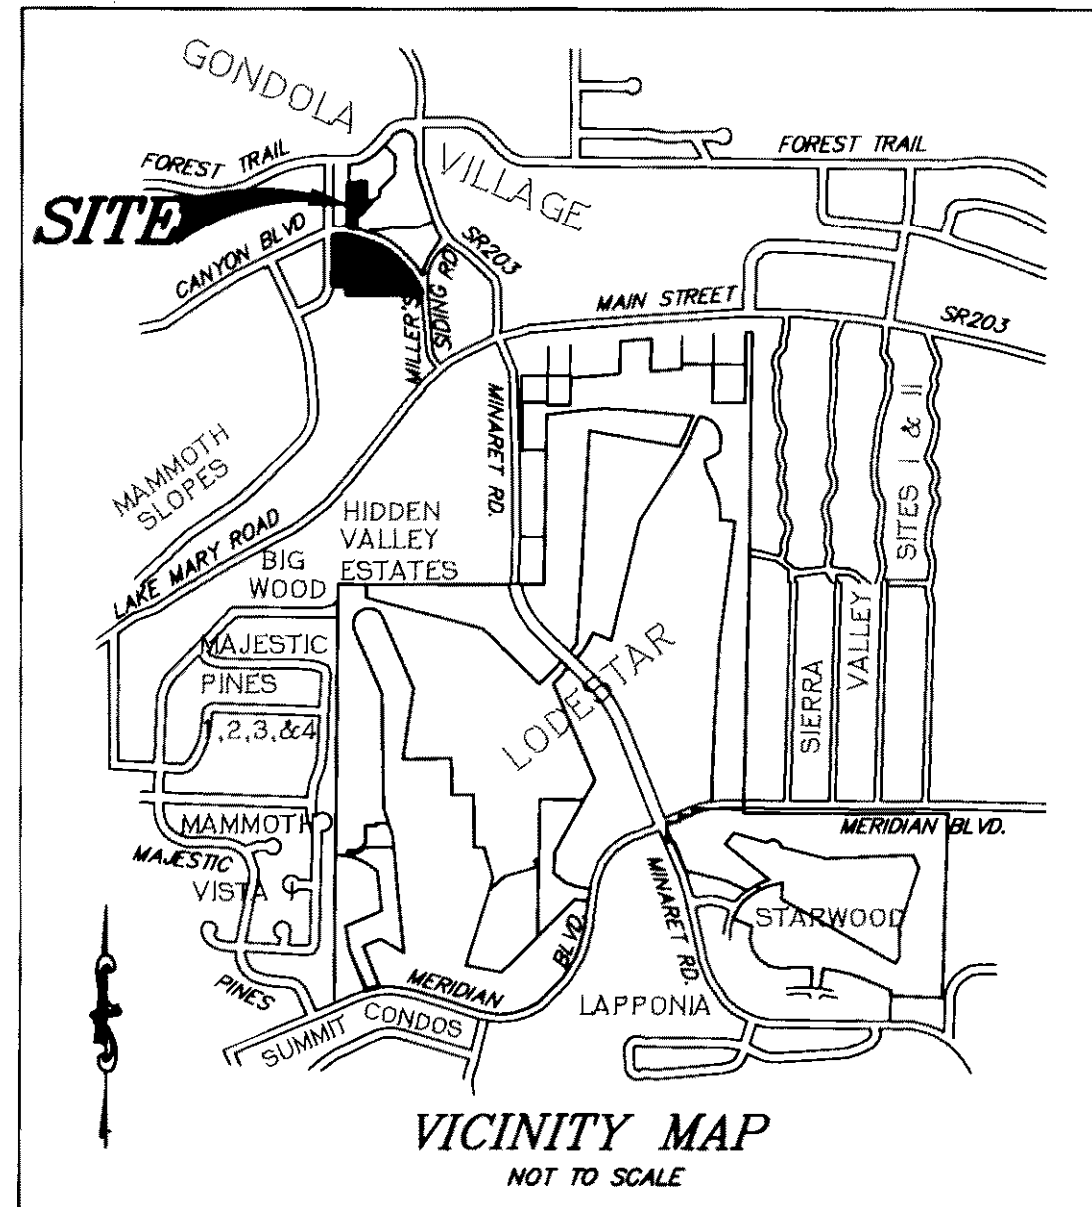 GONDOLA
VILLAGE
FOREST TRAIL
FOREST TRAIL
SITE
CANYON BLVD
SR203
MILLER'S
SIDING RD
MAIN STREET
SR203
MINARET RD.
MAMMOTH
SLOPES
SITES I & II
LAKE MARY ROAD
HIDDEN
VALLEY
ESTATES
BIG
WOOD
MAJESTIC
PINES
1,2,3,&4
LODESTAR
SIERRA
VALLEY
MAMMOTH
VISTA
MAJESTIC
PINES
MERIDIAN BLVD.
MINARET RD.
STARWOOD
MERIDIAN
BLVD.
LAPPONIA
SUMMIT CONDOS
VICINITY MAP
NOT TO SCALE